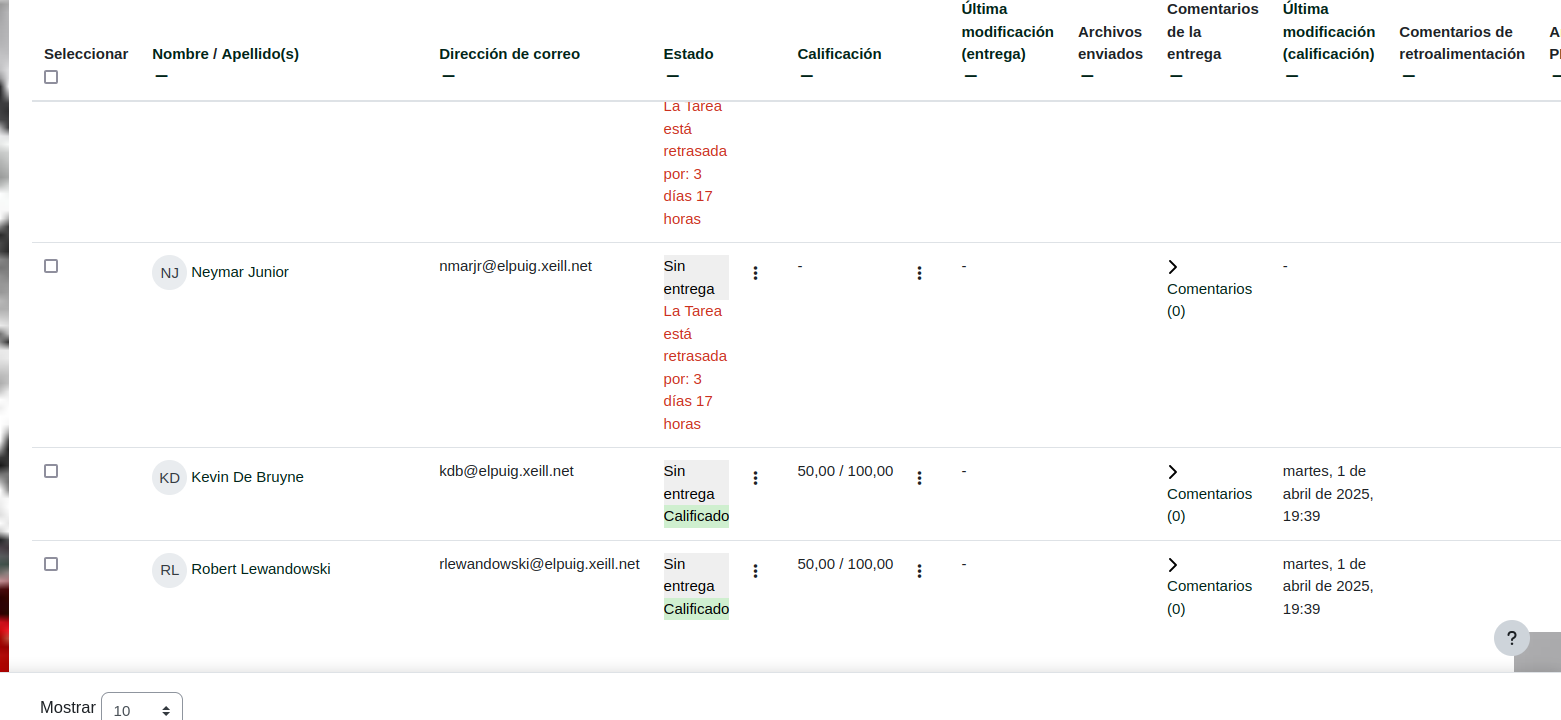 Seleccionar
Nombre / Apellido(s)
Dirección de correo
Estado
Calificación
Última
modificación
(entrega)
Archivos
enviados
Comentarios
de la
entrega
Última
modificación
(calificación)
Comentarios de
retroalimentación
La Tarea
está
retrasada
por: 3
días 17
horas
NJ Neymar Junior
nmarjr@elpuig.xeill.net
Sin
entrega
La Tarea
está
retrasada
por: 3
días 17
horas
-
-
Comentarios
(0)
-
KD Kevin De Bruyne
kdb@elpuig.xeill.net
Sin
entrega
Calificado
50,00 / 100,00
-
Comentarios
(0)
martes, 1 de
abril de 2025,
19:39
RL Robert Lewandowski
rlewandowski@elpuig.xeill.net
Sin
entrega
Calificado
50,00 / 100,00
-
Comentarios
(0)
martes, 1 de
abril de 2025,
19:39
?
Mostrar 10